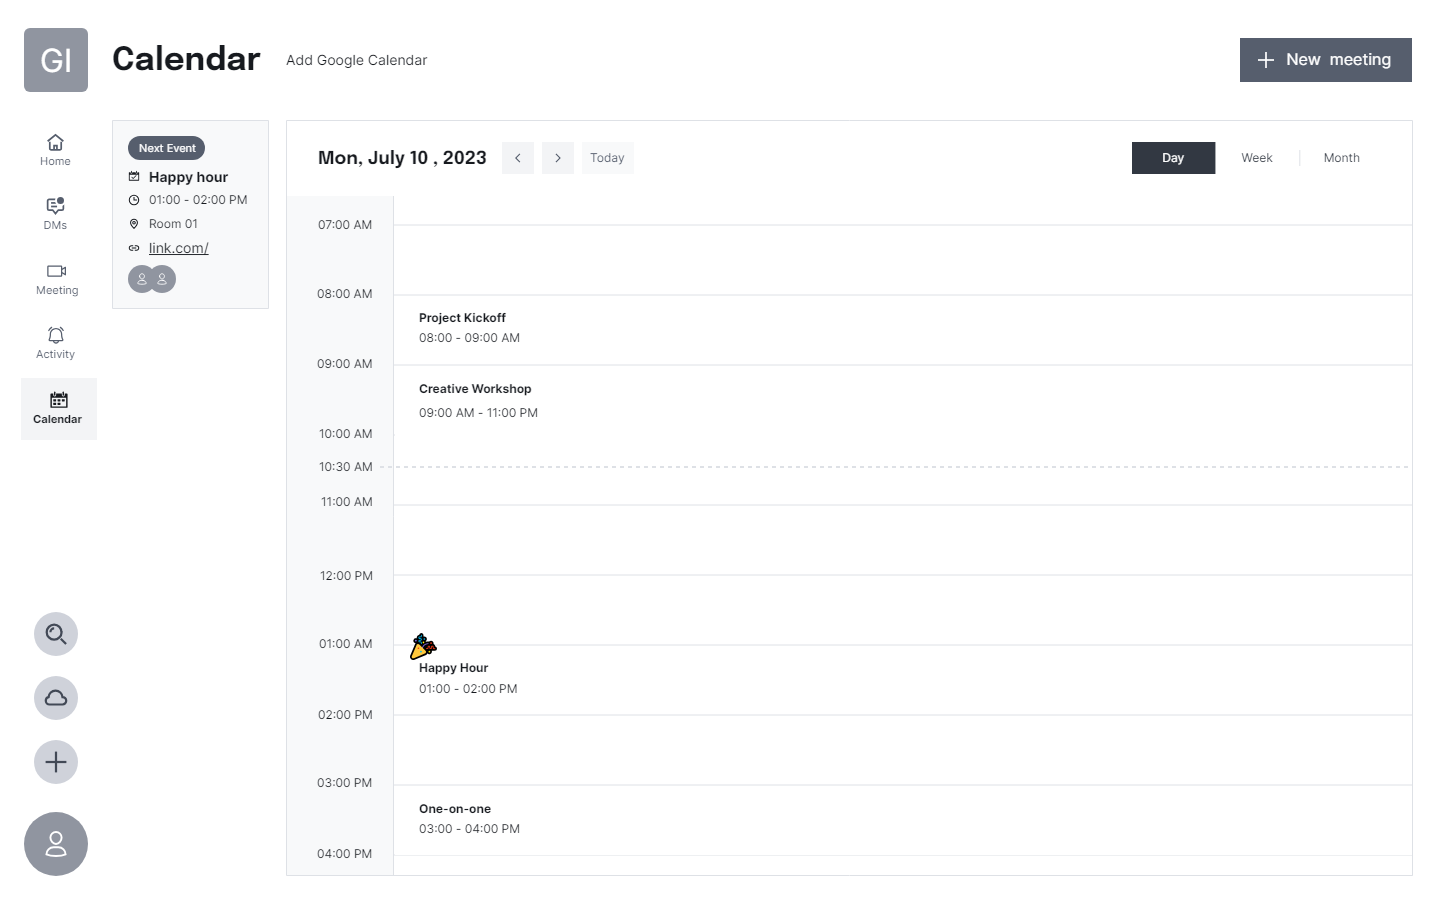 GI
Calendar
Add Google Calendar
+ New meeting
Home
DMs
Meeting
Activity
Calendar
Next Event
Happy hour
01:00 - 02:00 PM
Room 01
link.com/
Mon, July 10 , 2023
< > Today
Day
Week
Month
07:00 AM
08:00 AM
Project Kickoff
08:00 - 09:00 AM
09:00 AM
Creative Workshop
09:00 AM - 11:00 PM
10:00 AM
10:30 AM
11:00 AM
12:00 PM
01:00 AM
Happy Hour
01:00 - 02:00 PM
02:00 PM
03:00 PM
One-on-one
03:00 - 04:00 PM
04:00 PM